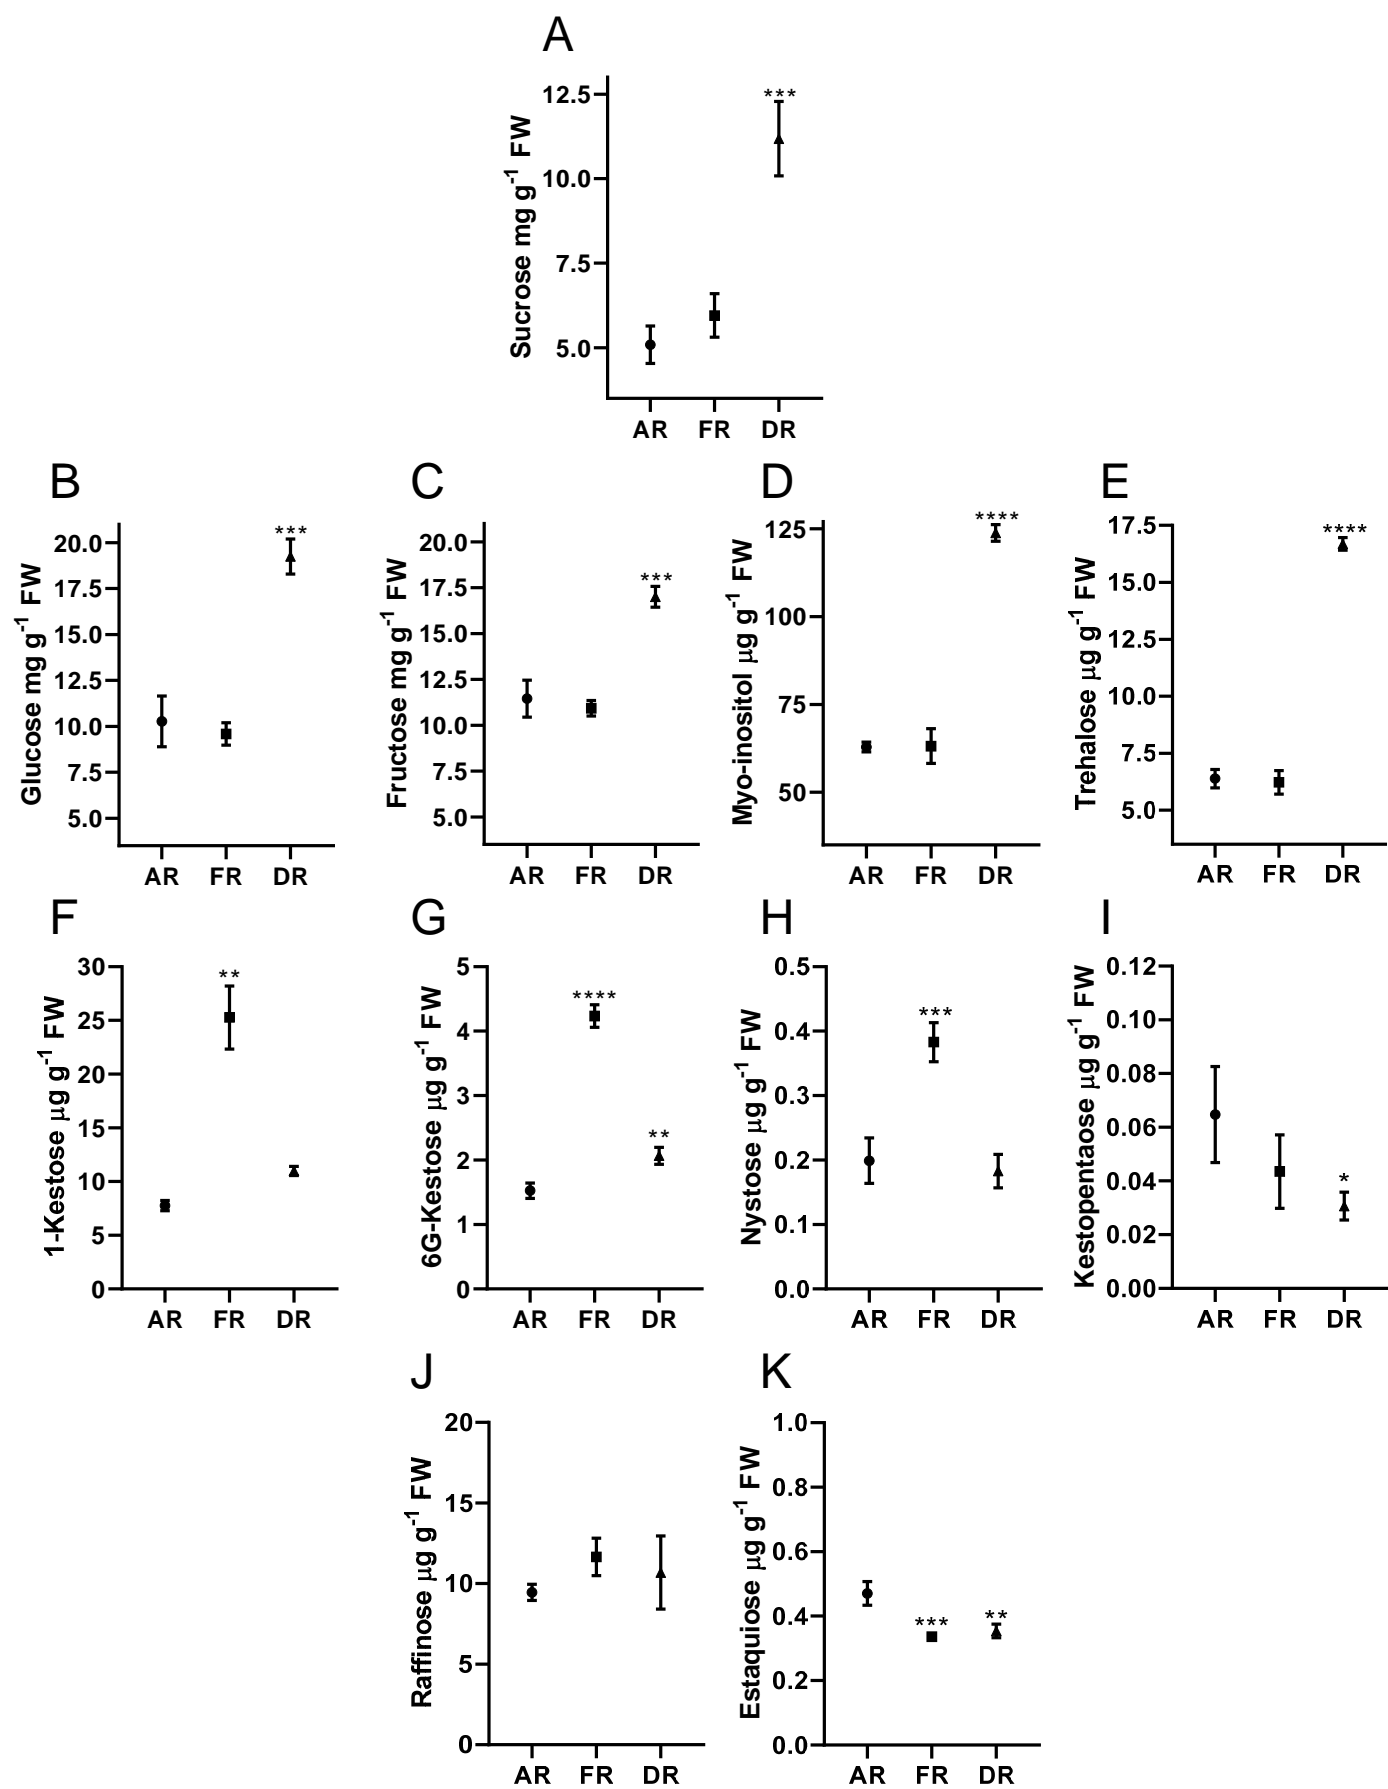 A
Sucrose mg g-1 FW
12.5
10.0
7.5
5.0
***
AR FR DR
B
Glucose mg g-1 FW
20.0
17.5
15.0
12.5
10.0
7.5
5.0
***
AR FR DR
C
Fructose mg g-1 FW
20.0
17.5
15.0
12.5
10.0
7.5
5.0
***
AR FR DR
D
Myo-inositol µg g-1 FW
125
100
75
50
****
AR FR DR
E
Trehalose µg g-1 FW
17.5
15.0
12.5
10.0
7.5
5.0
****
AR FR DR
F
1-Kestose µg g-1 FW
30
25
20
15
10
5
0
**
AR FR DR
G
6G-Kestose µg g-1 FW
5
4
3
2
1
0
****
**
AR FR DR
H
Nystose µg g-1 FW
0.5
0.4
0.3
0.2
0.1
0.0
***
AR FR DR
I
Kestopentaose µg g-1 FW
0.12
0.10
0.08
0.06
0.04
0.02
0.00
*
AR FR DR
J
Raffinose µg g-1 FW
20
15
10
5
0
AR FR DR
K
Estaquiose µg g-1 FW
1.0
0.8
0.6
0.4
0.2
0.0
*** **
AR FR DR